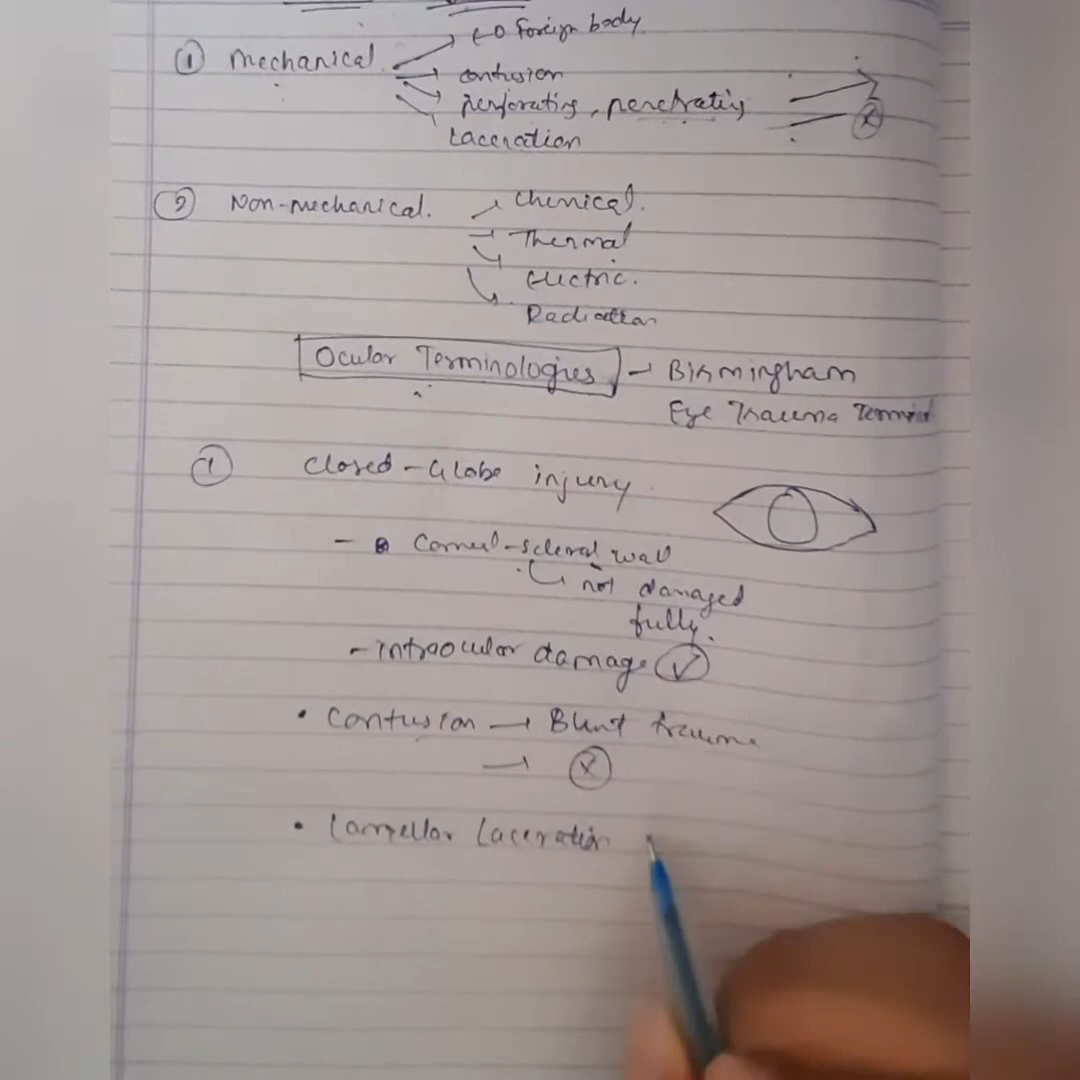 ① Mechanical → Foreign body
→ contusion
→ perforating, penetrating
Laceration
② Non-mechanical. → Chemical.
→ Thermal
→ Electric.
→ Radiation
Ocular Terminologies → Birmingham
Eye Trauma
① Closed-Globe injury
- Corneal-scleral wall
↳ not damaged
fully.
- intraocular damage ✓
• Contusion → Blunt trauma
→ ⓧ
• Lamellar Laceration